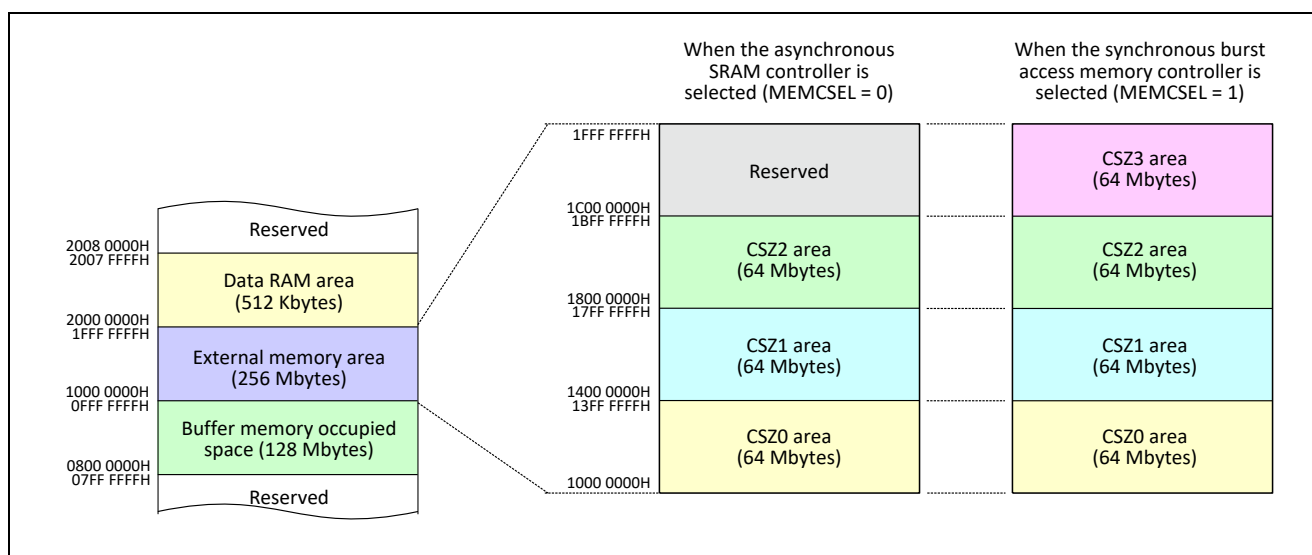 When the asynchronous
SRAM controller is
selected (MEMCSEL = 0)
When the synchronous burst
access memory controller is
selected (MEMCSEL = 1)
Reserved
2008 0000H
2007 FFFFH
Data RAM area
(512 Kbytes)
2000 0000H
1FFF FFFFH
External memory area
(256 Mbytes)
1000 0000H
0FFF FFFFH
Buffer memory occupied
space (128 Mbytes)
0800 0000H
07FF FFFFH
Reserved
1FFF FFFFH
Reserved
1C00 0000H
1BFF FFFFH
CSZ2 area
(64 Mbytes)
1800 0000H
17FF FFFFH
CSZ1 area
(64 Mbytes)
1400 0000H
13FF FFFFH
CSZ0 area
(64 Mbytes)
1000 0000H
CSZ3 area
(64 Mbytes)
CSZ2 area
(64 Mbytes)
CSZ1 area
(64 Mbytes)
CSZ0 area
(64 Mbytes)